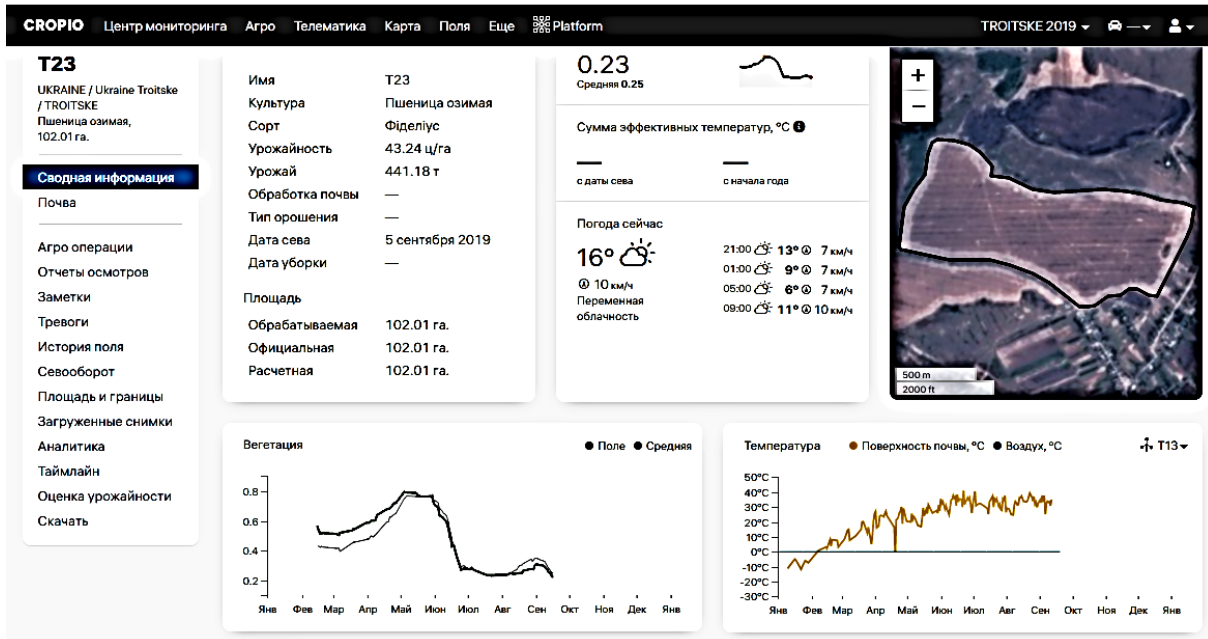 CROPIO Центр мониторинга Агро Телематика Карта Поля Еще Platform TROITSKE 2019 —
T23
UKRAINE / Ukraine Troitske
/ TROITSKE
Пшеница озимая,
102.01 га.
Сводная информация
Почва
Агро операции
Отчеты осмотров
Заметки
Тревоги
История поля
Севооборот
Площадь и границы
Загруженные снимки
Аналитика
Таймлайн
Оценка урожайности
Скачать
Имя T23
Культура Пшеница озимая
Сорт Фіделіус
Урожайность 43.24 ц/га
Урожай 441.18 т
Обработка почвы —
Тип орошения —
Дата сева 5 сентября 2019
Дата уборки —
Площадь
Обрабатываемая 102.01 га.
Официальная 102.01 га.
Расчетная 102.01 га.
0.23
Средняя 0.25
Сумма эффективных температур, °C
— —
с даты сева с начала года
Погода сейчас
16°
10 км/ч
Переменная
облачность
21:00 13° 7 км/ч
01:00 9° 7 км/ч
05:00 6° 7 км/ч
09:00 11° 10 км/ч
+
−
500 m
2000 ft
Вегетация Поле Средняя
0.8
0.6
0.4
0.2
Янв Фев Мар Апр Май Июн Июл Авг Сен Окт Ноя Дек Янв
Температура Поверхность почвы, °C Воздух, °C T13
50°C
40°C
30°C
20°C
10°C
0°C
-10°C
-20°C
-30°C
Янв Фев Мар Апр Май Июн Июл Авг Сен Окт Ноя Дек Янв